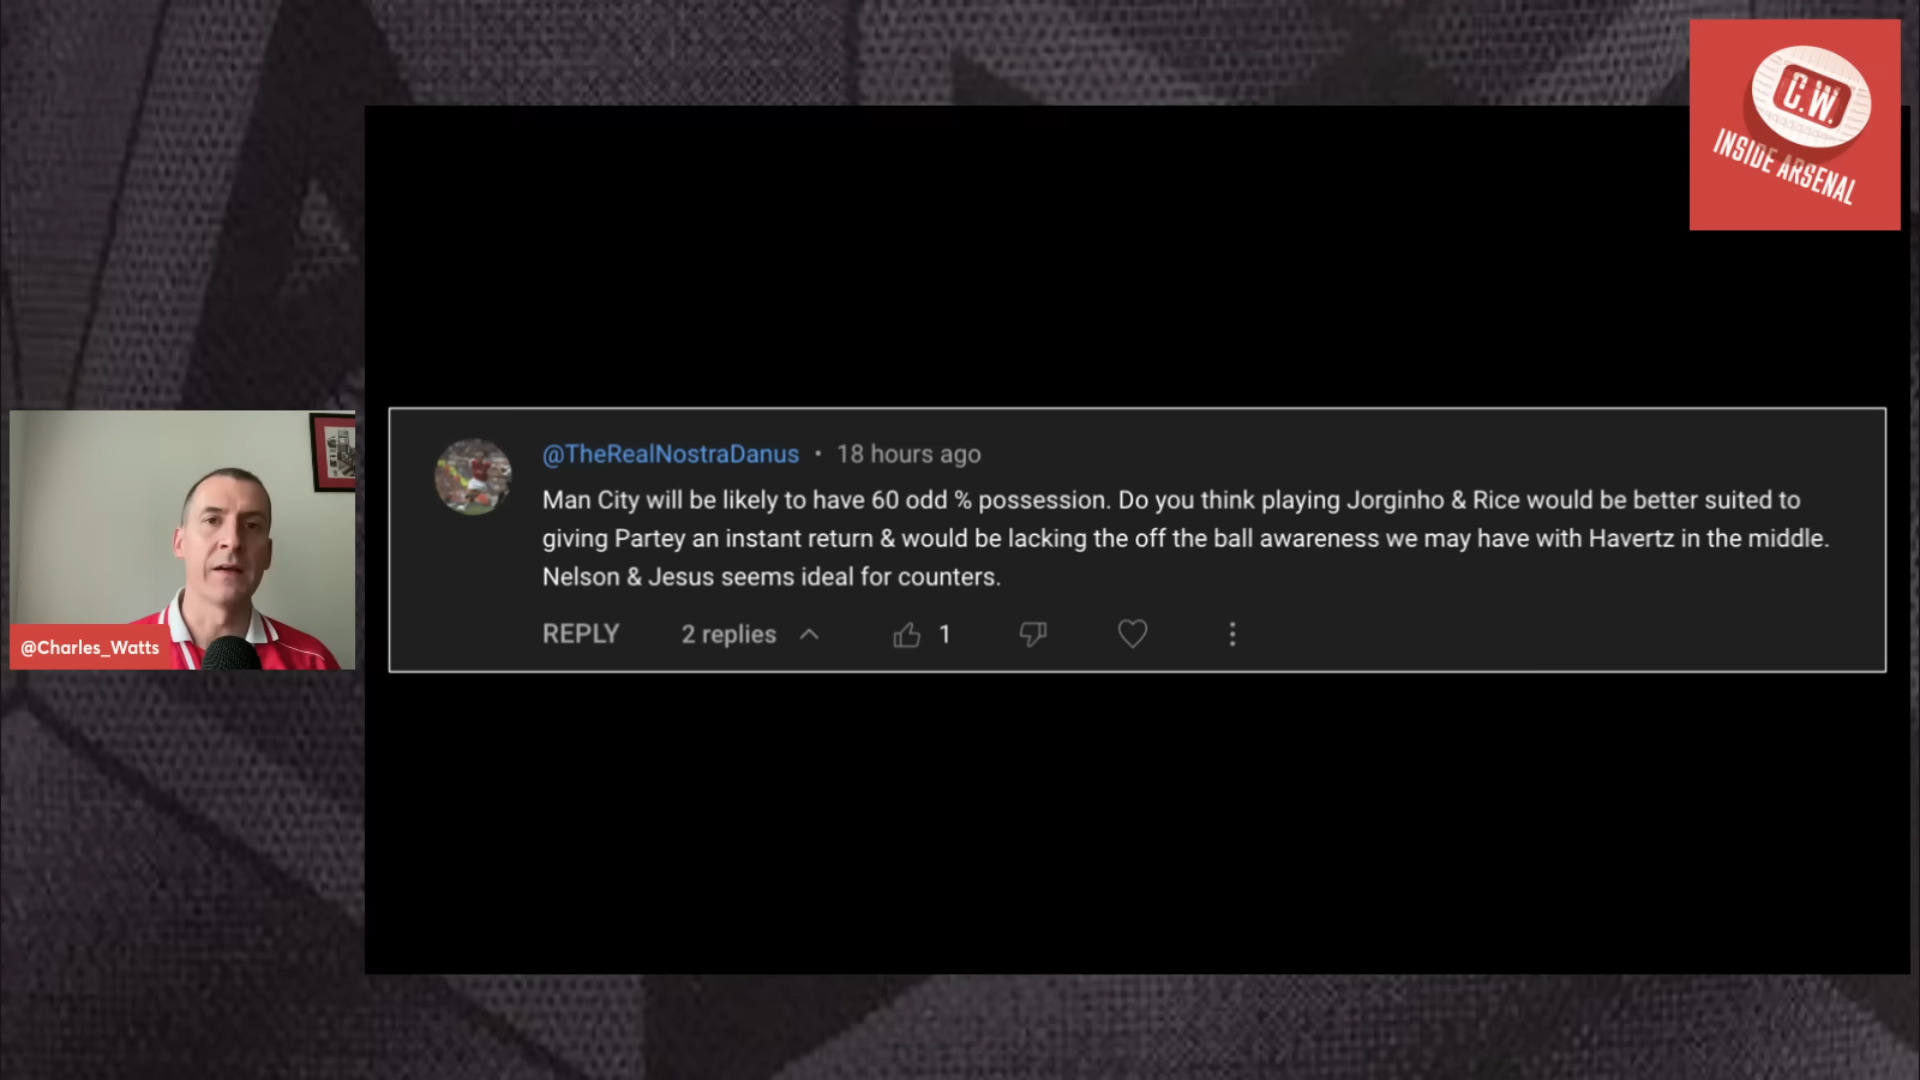 C.W.
INSIDE ARSENAL
@TheRealNostraDanus • 18 hours ago
Man City will be likely to have 60 odd % possession. Do you think playing Jorginho & Rice would be better suited to
giving Partey an instant return & would be lacking the off the ball awareness we may have with Havertz in the middle.
Nelson & Jesus seems ideal for counters.
REPLY 2 replies 1
@Charles_Watts